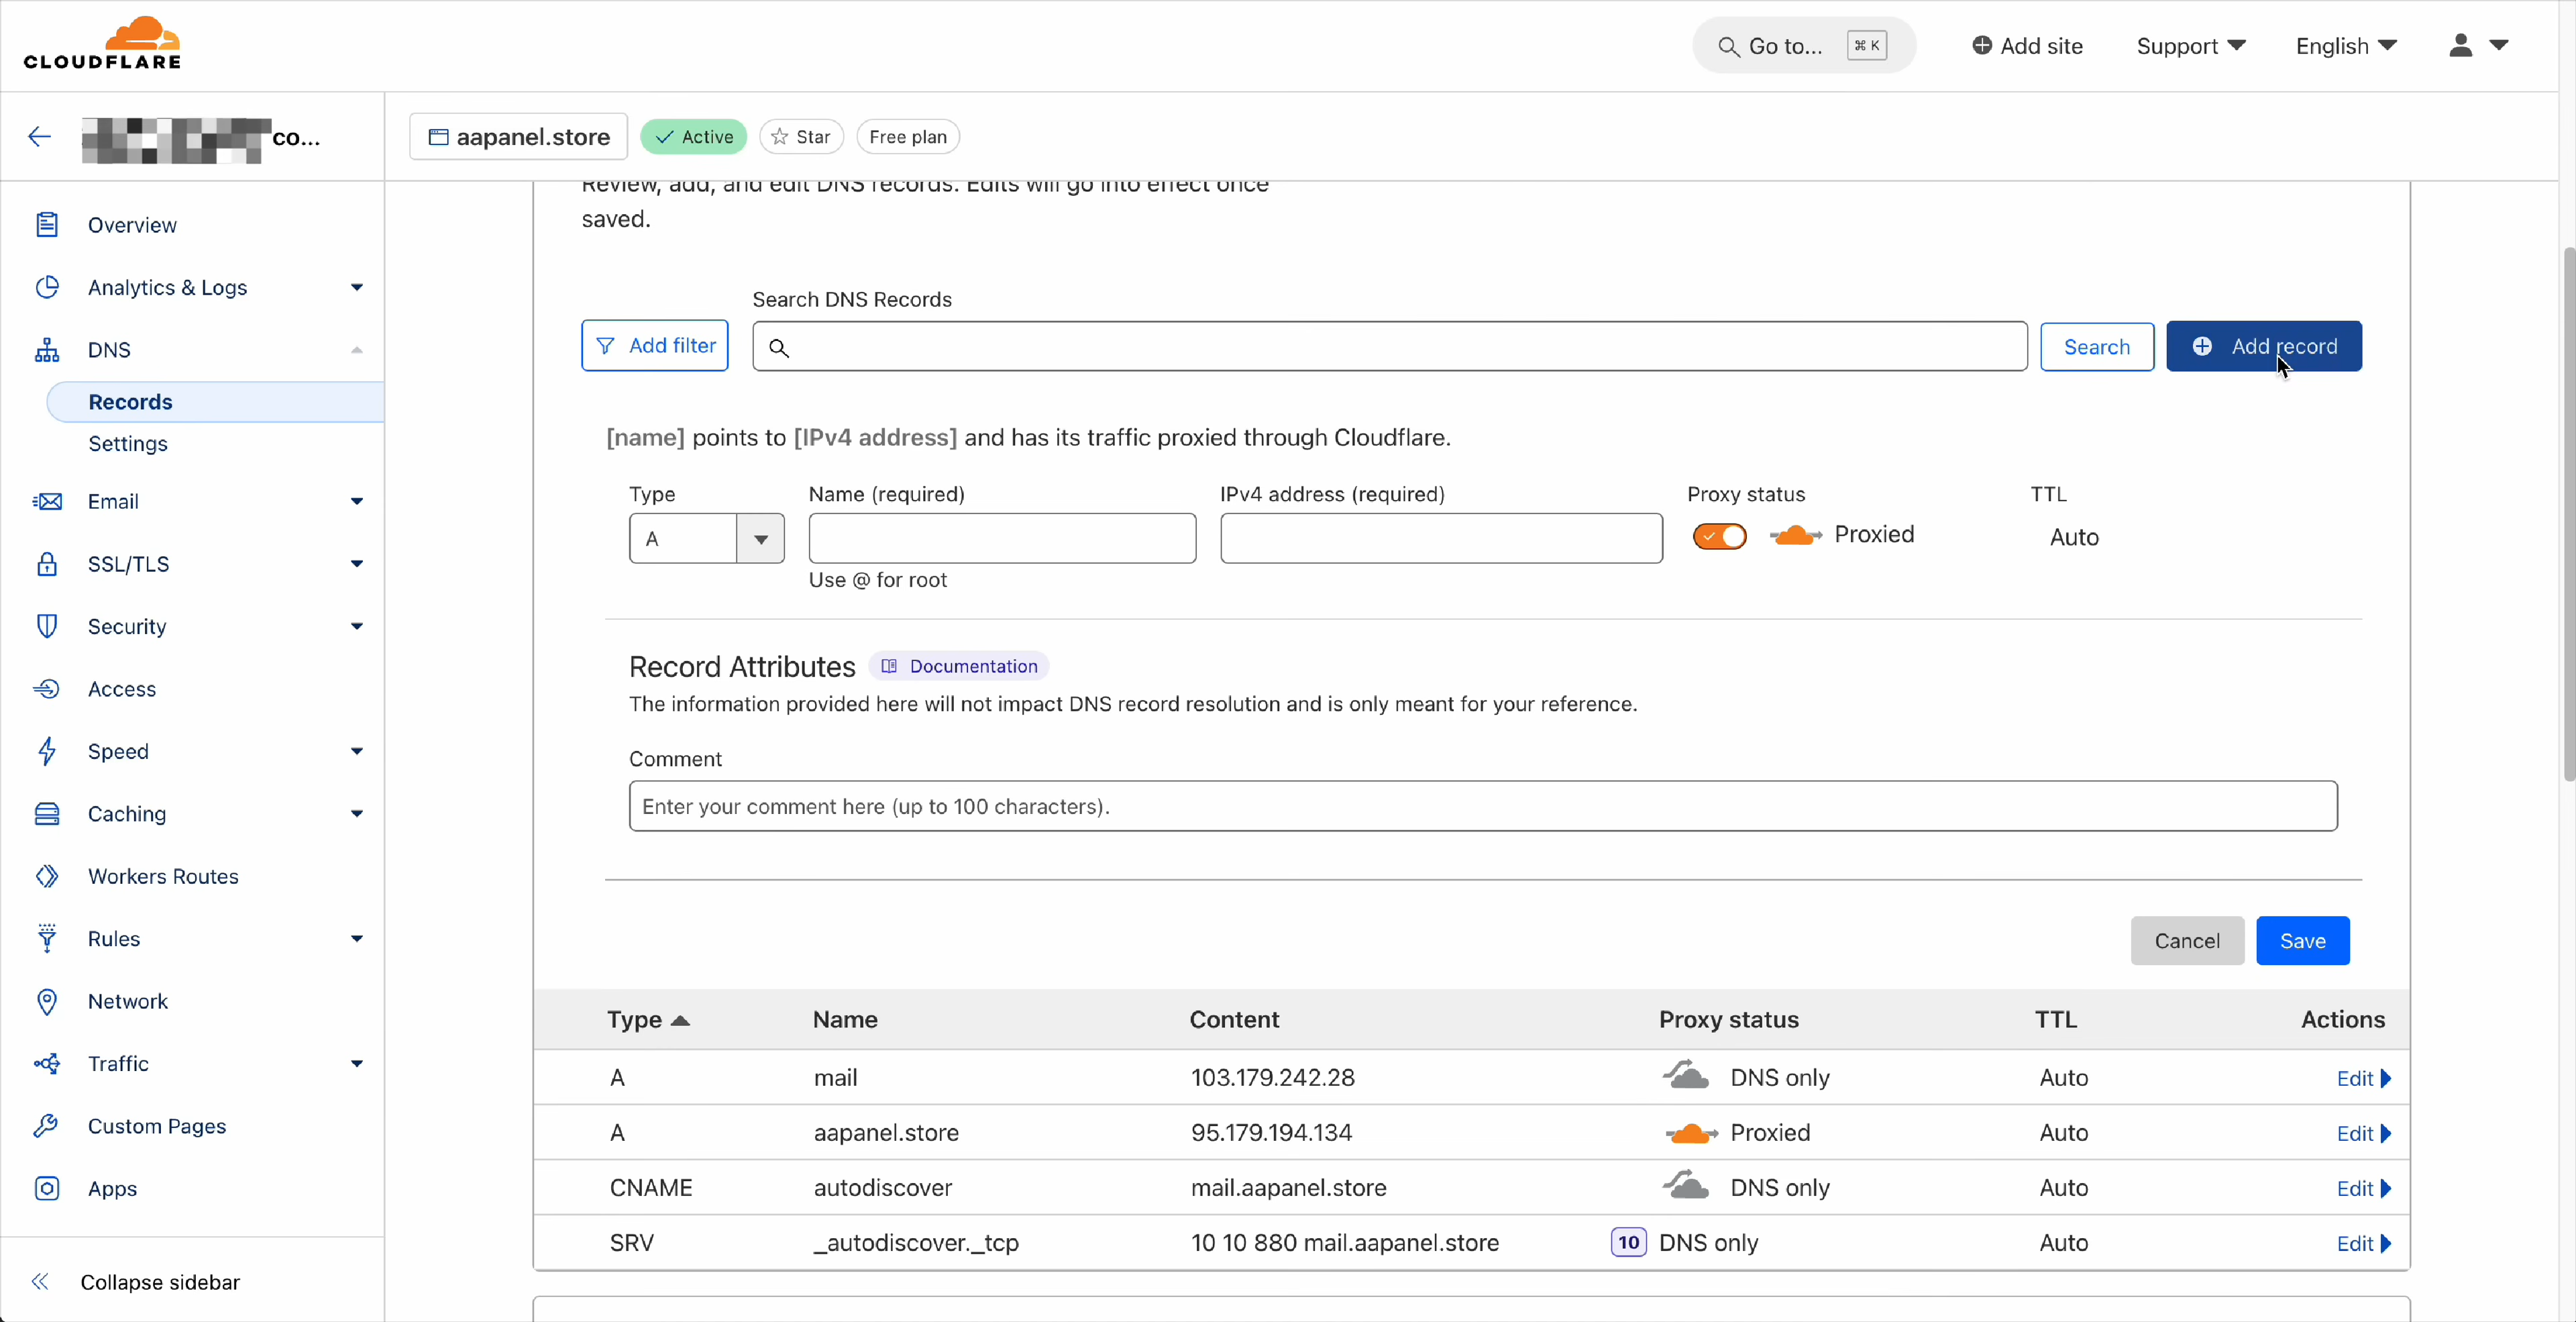 CLOUDFLARE
Go to... ⌘ K
Add site
Support
English
co...
aapanel.store
Active
Star
Free plan
Overview
Analytics & Logs
DNS
Records
Settings
Email
SSL/TLS
Security
Access
Speed
Caching
Workers Routes
Rules
Network
Traffic
Custom Pages
Apps
Collapse sidebar
Review, add, and edit DNS records. Edits will go into effect once
saved.
Search DNS Records
Add filter
Search
Add record
[name] points to [IPv4 address] and has its traffic proxied through Cloudflare.
Type Name (required) IPv4 address (required) Proxy status TTL
A Proxied Auto
Use @ for root
Record Attributes Documentation
The information provided here will not impact DNS record resolution and is only meant for your reference.
Comment
Enter your comment here (up to 100 characters).
Cancel Save
Type Name Content Proxy status TTL Actions
A mail 103.179.242.28 DNS only Auto Edit
A aapanel.store 95.179.194.134 Proxied Auto Edit
CNAME autodiscover mail.aapanel.store DNS only Auto Edit
SRV _autodiscover._tcp 10 10 880 mail.aapanel.store 10 DNS only Auto Edit